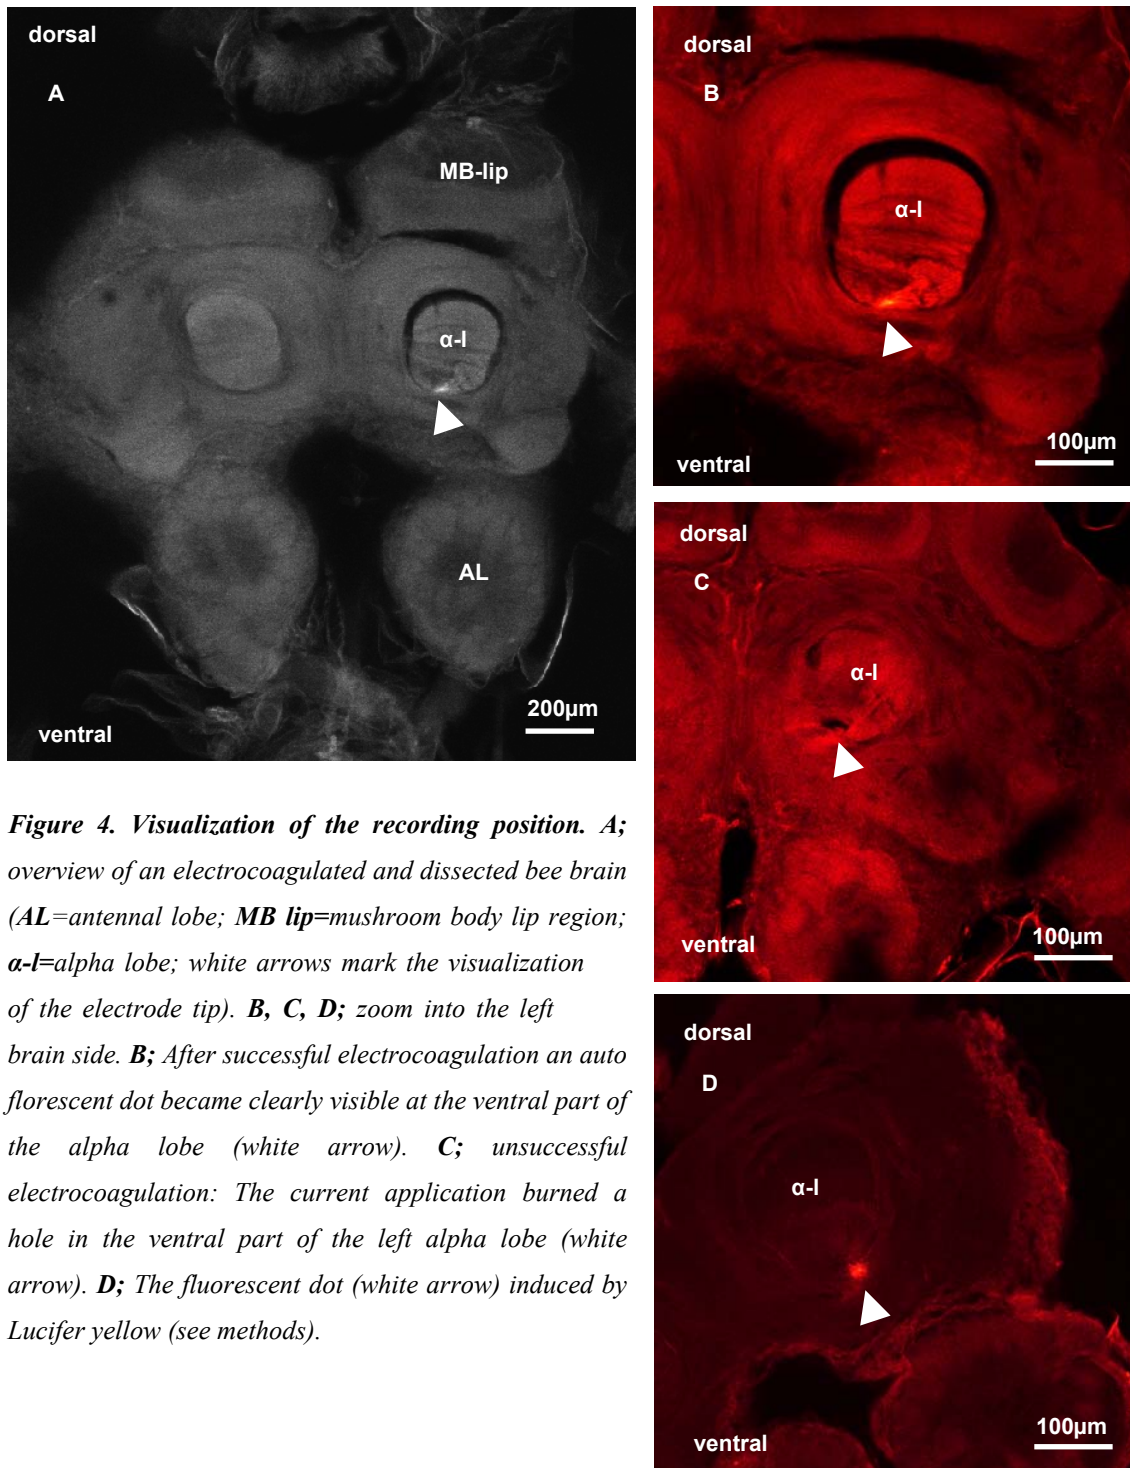 dorsal
A
MB-lip
α-l
AL
200µm
ventral
dorsal
B
α-l
100µm
ventral
dorsal
C
α-l
ventral
100µm
dorsal
D
α-l
100µm
ventral
Figure 4. Visualization of the recording position. A;
overview of an electrocoagulated and dissected bee brain
(AL=antennal lobe; MB lip=mushroom body lip region;
α-l=alpha lobe; white arrows mark the visualization
of the electrode tip). B, C, D; zoom into the left
brain side. B; After successful electrocoagulation an auto
florescent dot became clearly visible at the ventral part of
the alpha lobe (white arrow). C; unsuccessful
electrocoagulation: The current application burned a
hole in the ventral part of the left alpha lobe (white
arrow). D; The fluorescent dot (white arrow) induced by
Lucifer yellow (see methods).